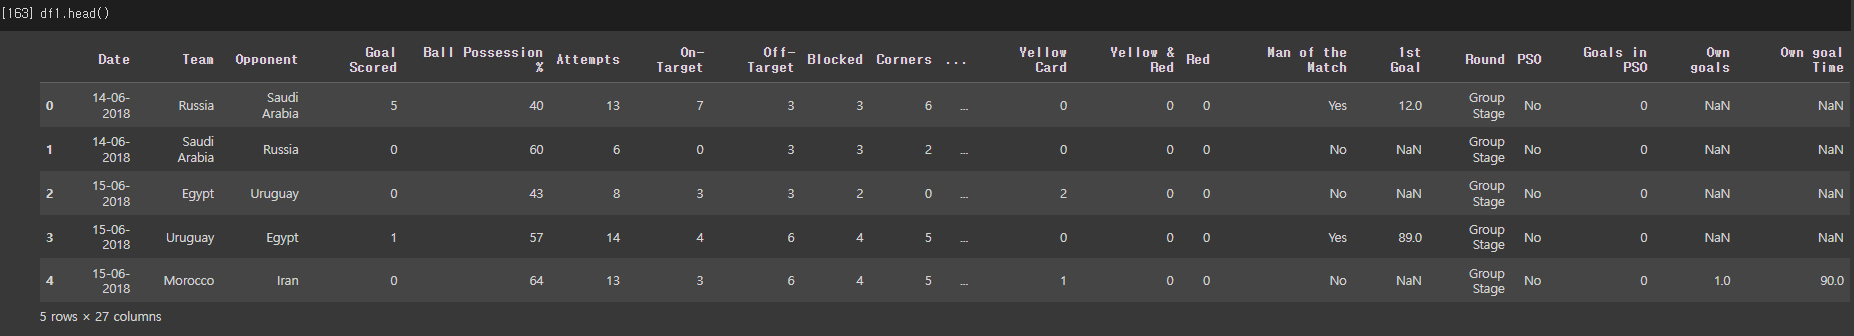 [163] df1.head()
Date Team Opponent Goal Scored Ball Possession % Attempts On-Target Off-Target Blocked Corners ... Yellow Card Yellow & Red Red Man of the Match 1st Goal Round PSO Goals in PSO Own goals Own goal Time
0 14-06-2018 Russia Saudi Arabia 5 40 13 7 3 3 6 ... 0 0 0 Yes 12.0 Group Stage No 0 NaN NaN
1 14-06-2018 Saudi Arabia Russia 0 60 6 0 3 3 2 ... 0 0 0 No NaN Group Stage No 0 NaN NaN
2 15-06-2018 Egypt Uruguay 0 43 8 3 3 2 0 ... 2 0 0 No NaN Group Stage No 0 NaN NaN
3 15-06-2018 Uruguay Egypt 1 57 14 4 6 4 5 ... 0 0 0 Yes 89.0 Group Stage No 0 NaN NaN
4 15-06-2018 Morocco Iran 0 64 13 3 6 4 5 ... 1 0 0 No NaN Group Stage No 0 1.0 90.0
5 rows × 27 columns